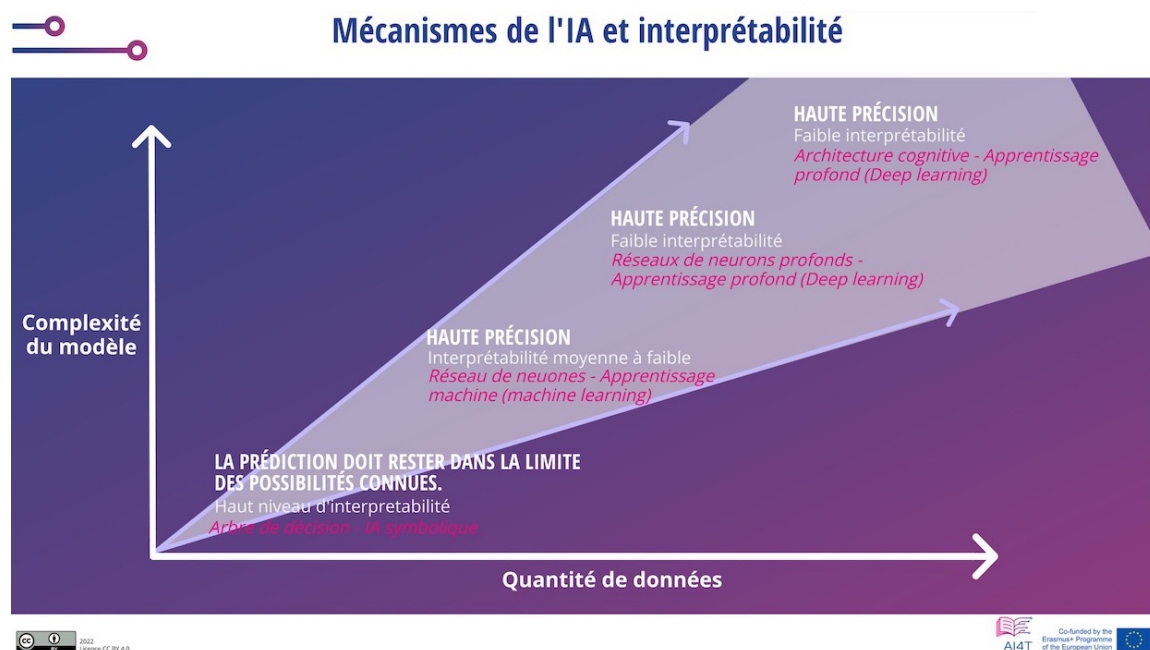 Mécanismes de l'IA et interprétabilité
HAUTE PRÉCISION
Faible interprétabilité
Architecture cognitive - Apprentissage
profond (Deep learning)
HAUTE PRÉCISION
Faible interprétabilité
Réseaux de neurons profonds -
Apprentissage profond (Deep learning)
Complexité
du modèle
HAUTE PRÉCISION
Interprétabilité moyenne à faible
Réseau de neuones - Apprentissage
machine (machine learning)
LA PRÉDICTION DOIT RESTER DANS LA LIMITE
DES POSSIBILITÉS CONNUES.
Haut niveau d'interpretabilité
Arbre de décision - IA symbolique
Quantité de données
cc
BY
2022
Licence CC BY 4.0
AI4T
Co-funded by the
Erasmus+ Programme
of the European Union